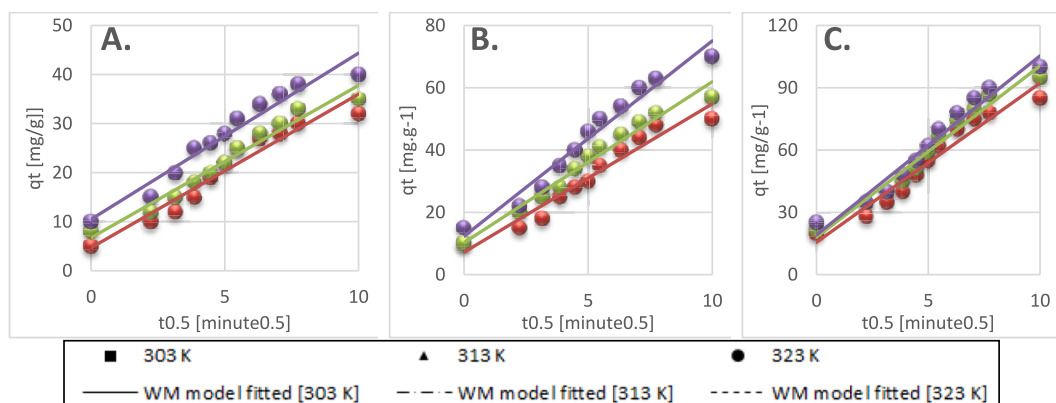 A.
B.
C.
qt [mg/g]]
50
40
30
20
10
0
0
5
10
t0.5 [minute0.5]
qt [mg.g-1]
80
60
40
20
0
0
5
10
t0.5 [minute0.5]
qt [mg/g-1]
120
90
60
30
0
0
5
10
t0.5 [minute0.5]
303 K
313 K
323 K
WM model fitted [303 K]
WM model fitted [313 K]
WM model fitted [323 K]